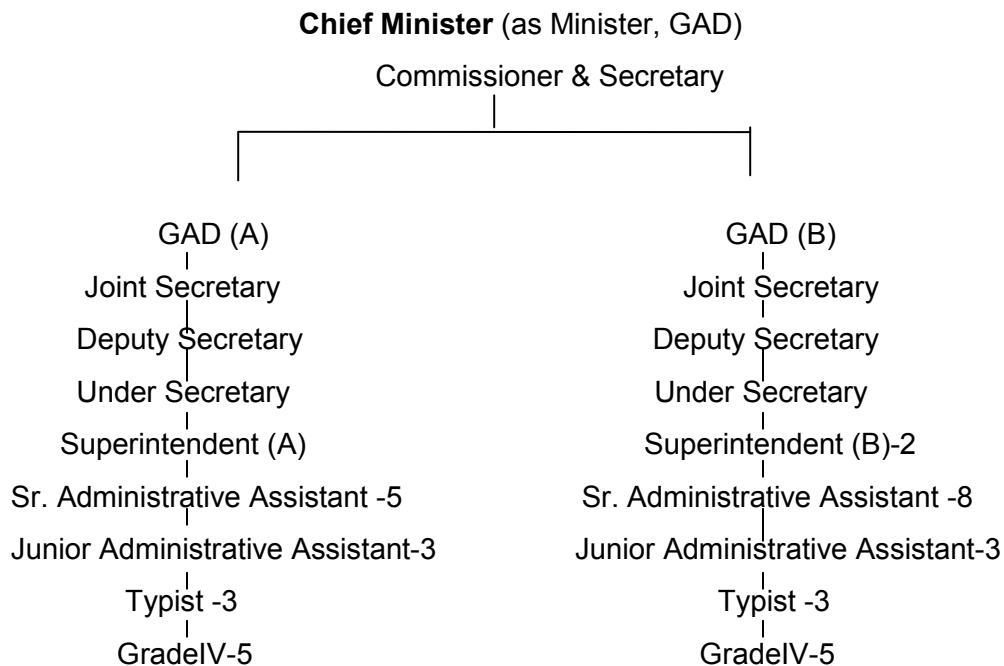 Chief Minister (as Minister, GAD)
Commissioner & Secretary
GAD (A)
Joint Secretary
Deputy Secretary
Under Secretary
Superintendent (A)
Sr. Administrative Assistant -5
Junior Administrative Assistant-3
Typist -3
GradeIV-5
GAD (B)
Joint Secretary
Deputy Secretary
Under Secretary
Superintendent (B)-2
Sr. Administrative Assistant -8
Junior Administrative Assistant-3
Typist -3
GradeIV-5